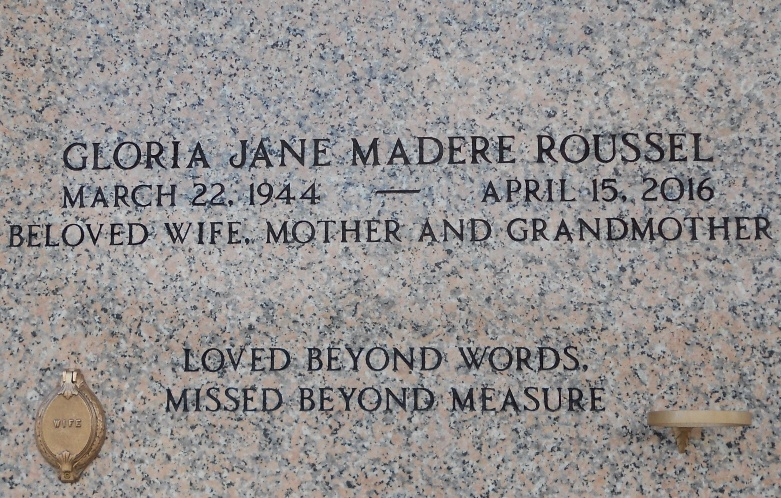 GLORIA JANE MADERE ROUSSEL
MARCH 22, 1944 — APRIL 15, 2016
BELOVED WIFE, MOTHER AND GRANDMOTHER
LOVED BEYOND WORDS,
MISSED BEYOND MEASURE
WIFE